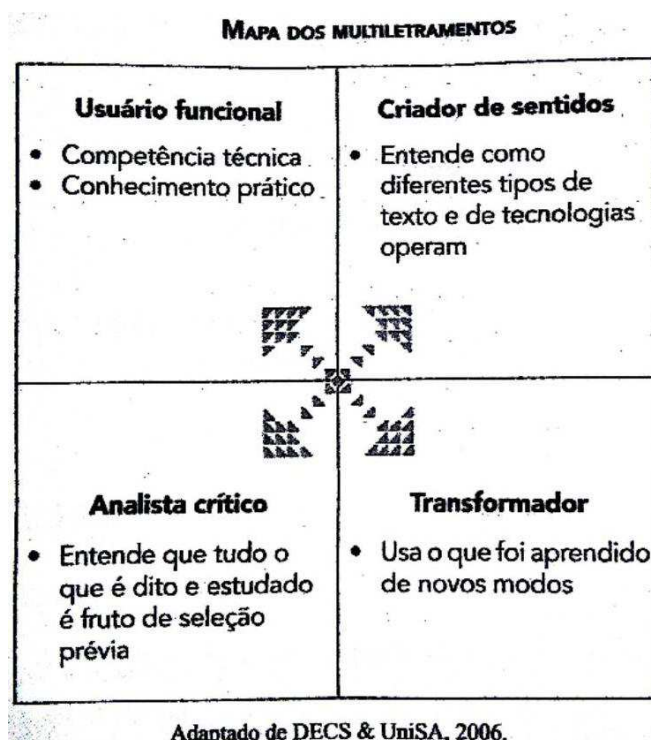 MAPA DOS MULTILETRAMENTOS
Usuário funcional
• Competência técnica
• Conhecimento prático
Criador de sentidos
• Entende como
diferentes tipos de
texto e de tecnologias
operam
Analista crítico
• Entende que tudo o
que é dito e estudado
é fruto de seleção
prévia
Transformador
• Usa o que foi aprendido
de novos modos
Adaptado de DECS & UniSA, 2006.